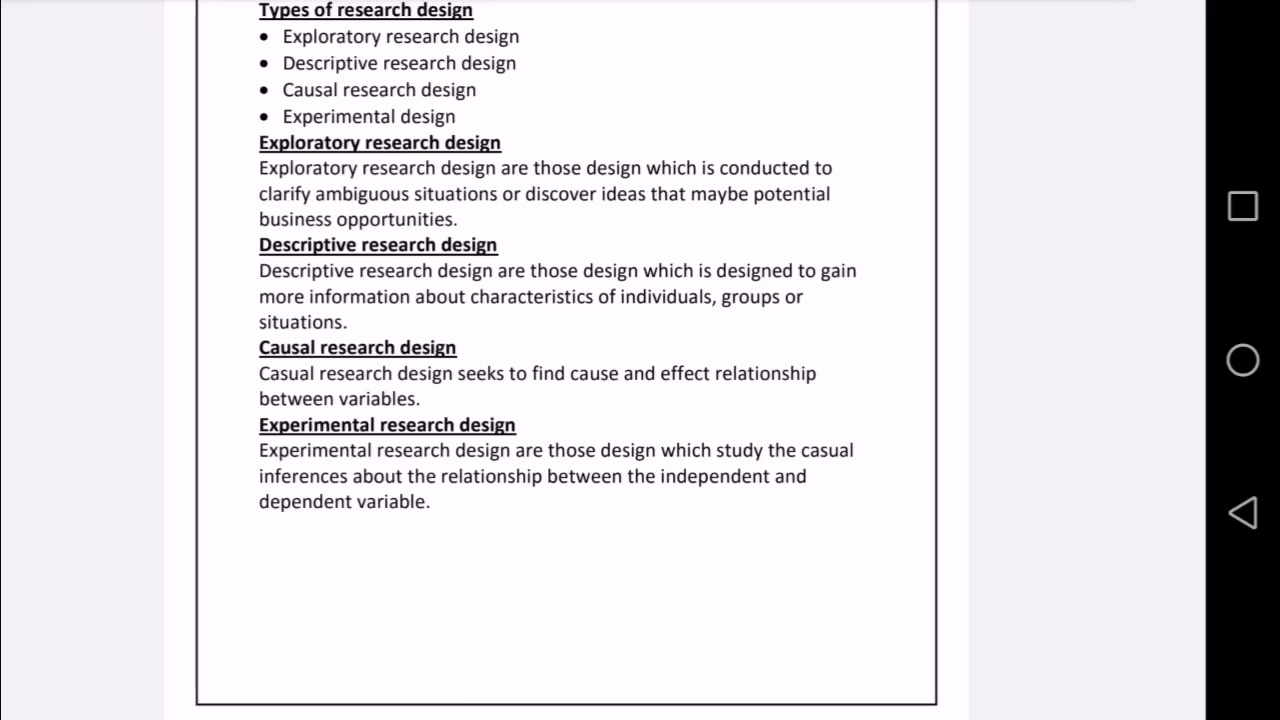 Types of research design
• Exploratory research design
• Descriptive research design
• Causal research design
• Experimental design
Exploratory research design
Exploratory research design are those design which is conducted to
clarify ambiguous situations or discover ideas that maybe potential
business opportunities.
Descriptive research design
Descriptive research design are those design which is designed to gain
more information about characteristics of individuals, groups or
situations.
Causal research design
Casual research design seeks to find cause and effect relationship
between variables.
Experimental research design
Experimental research design are those design which study the casual
inferences about the relationship between the independent and
dependent variable.